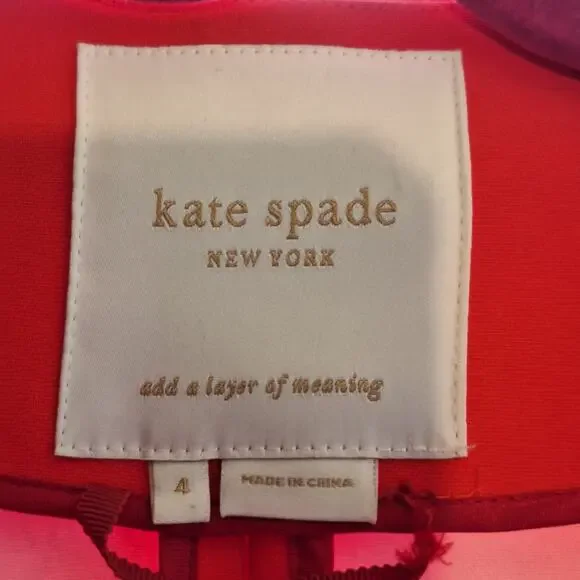 kate spade
NEW YORK
add a layer of meaning
4
MADE IN CHINA